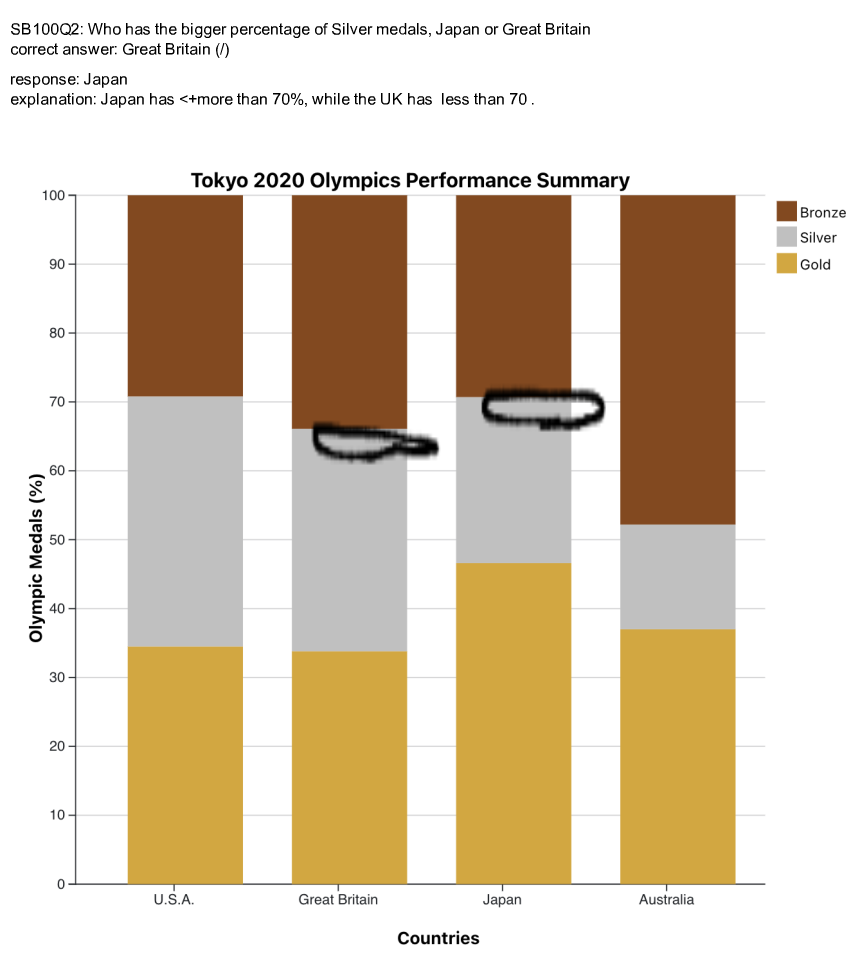 SB100Q2: Who has the bigger percentage of Silver medals, Japan or Great Britain
correct answer: Great Britain (/)
response: Japan
explanation: Japan has <+more than 70%, while the UK has  less than 70 .
Tokyo 2020 Olympics Performance Summary
100
90
80
70
60
50
40
30
20
10
0
Olympic Medals (%)
Bronze
Silver
Gold
U.S.A.
Great Britain
Japan
Australia
Countries